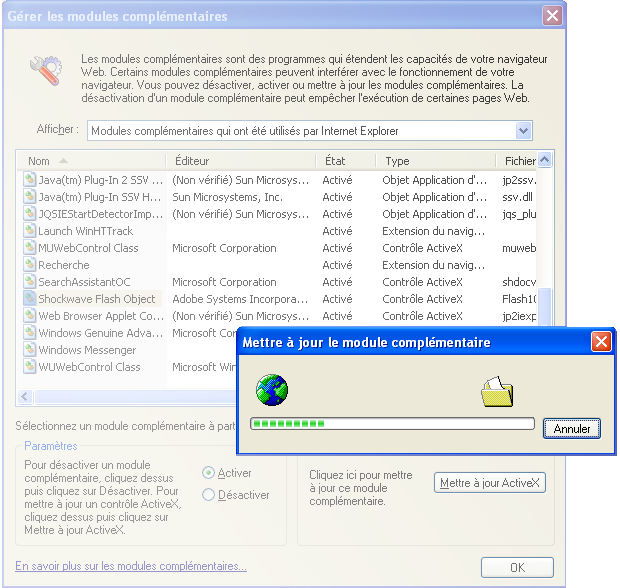 Gérer les modules complémentaires
Les modules complémentaires sont des programmes qui étendent les capacités de votre navigateur
Web. Certains modules complémentaires peuvent interférer avec le fonctionnement de votre
navigateur. Vous pouvez désactiver, activer ou mettre à jour les modules complémentaires. La
désactivation d'un module complémentaire peut empêcher l'exécution de certaines pages Web.
Afficher : Modules complémentaires qui ont été utilisés par Internet Explorer
Nom Éditeur État Type Fichier
Java(tm) Plug-In 2 SSV ... (Non vérifié) Sun Microsys... Activé Objet Application d'... jp2ssv.
Java(tm) Plug-In SSV H... Sun Microsystems, Inc. Activé Objet Application d'... ssv.dll
JQSIEStartDetectorImp... (Non vérifié) Sun Microsys... Activé Objet Application d'... jqs_plu
Launch WinHTTrack Activé Extension du navig...
MUWebControl Class Microsoft Corporation Activé Contrôle ActiveX muweb
Recherche Activé Extension du navig...
SearchAssistantOC Microsoft Corporation Activé Contrôle ActiveX shdocv
Shockwave Flash Object Adobe Systems Incorpora... Activé Contrôle ActiveX Flash10
Web Browser Applet Co... (Non vérifié) Sun Microsys... Activé Contrôle ActiveX jp2iexp
Windows Genuine Adva... Microsoft Cor
Windows Messenger
WUWebControl Class Microsoft Win
Mettre à jour le module complémentaire
Annuler
Sélectionnez un module complémentaire à part
Paramètres
Pour désactiver un module
complémentaire, cliquez dessus
puis cliquez sur Désactiver. Pour
mettre à jour un contrôle ActiveX,
cliquez dessus puis cliquez sur
Mettre à jour ActiveX.
Activer
Désactiver
Cliquez ici pour mettre
à jour ce module
complémentaire.
Mettre à jour ActiveX
En savoir plus sur les modules complémentaires...
OK